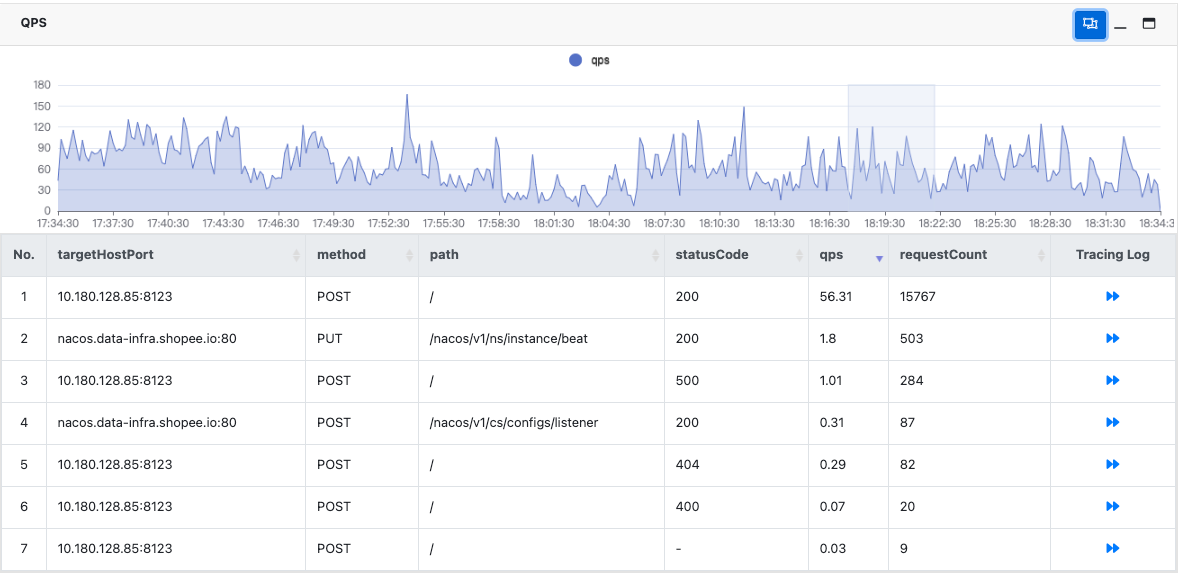 QPS
qps
180
150
120
90
60
30
0
17:34:30 17:37:30 17:40:30 17:43:30 17:46:30 17:49:30 17:52:30 17:55:30 17:58:30 18:01:30 18:04:30 18:07:30 18:10:30 18:13:30 18:16:30 18:19:30 18:22:30 18:25:30 18:28:30 18:31:30 18:34:3
No. targetHostPort method path statusCode qps requestCount Tracing Log
1 10.180.128.85:8123 POST / 200 56.31 15767
2 nacos.data-infra.shopee.io:80 PUT /nacos/v1/ns/instance/beat 200 1.8 503
3 10.180.128.85:8123 POST / 500 1.01 284
4 nacos.data-infra.shopee.io:80 POST /nacos/v1/cs/configs/listener 200 0.31 87
5 10.180.128.85:8123 POST / 404 0.29 82
6 10.180.128.85:8123 POST / 400 0.07 20
7 10.180.128.85:8123 POST / - 0.03 9